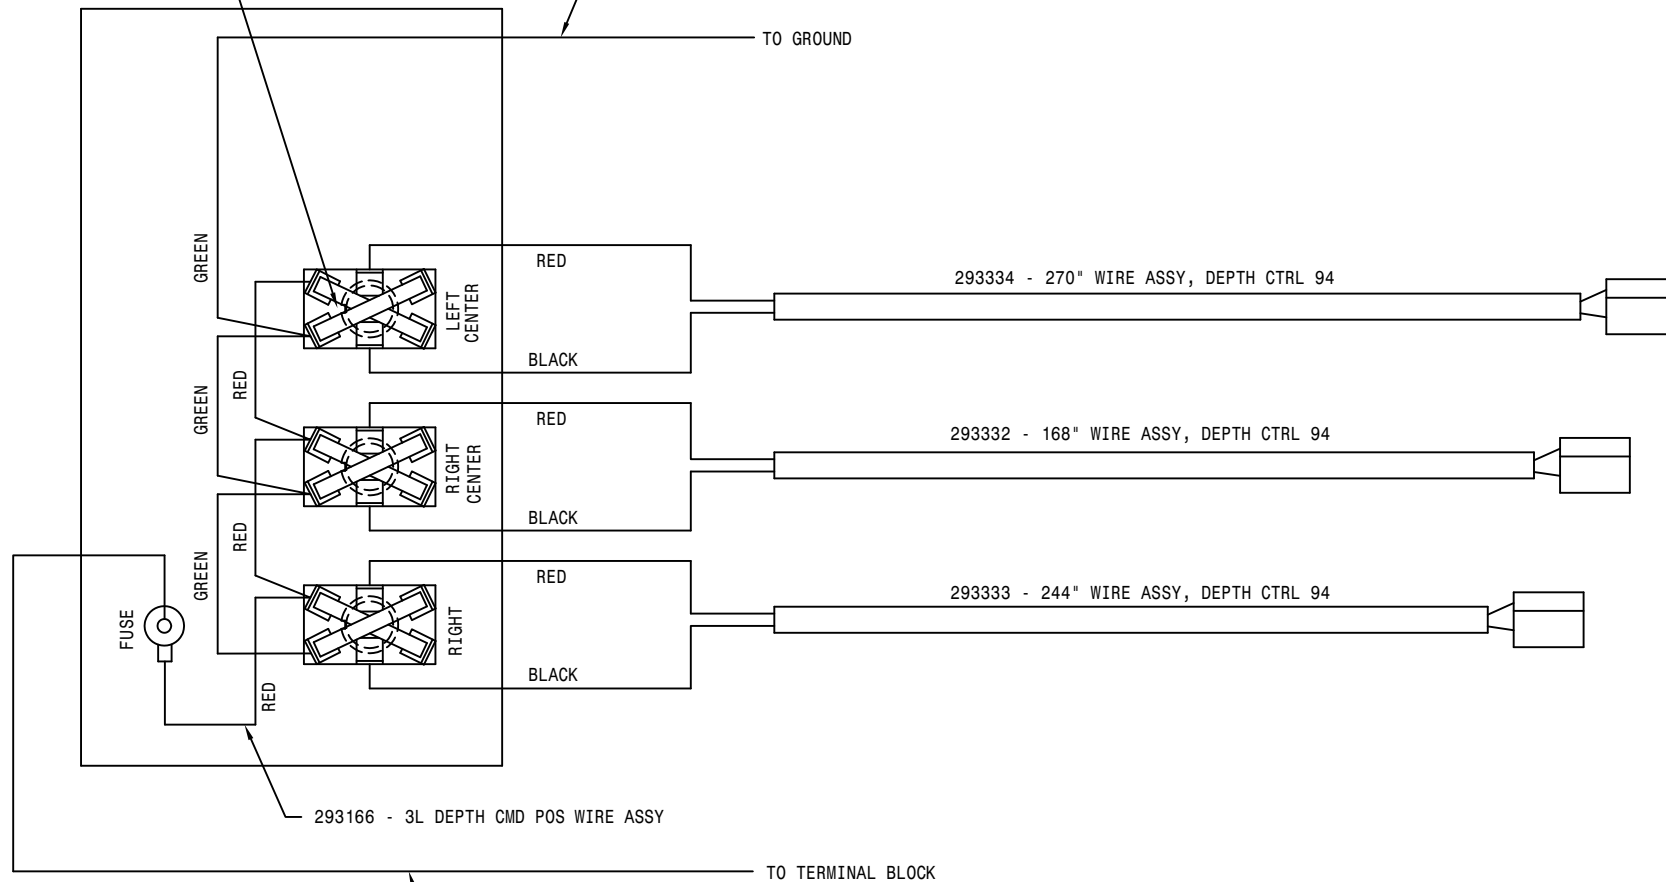 TO GROUND
GREEN
RED
LEFT
CENTER
293334 - 270" WIRE ASSY, DEPTH CTRL 94
BLACK
RED
GREEN
RED
RIGHT
CENTER
293332 - 168" WIRE ASSY, DEPTH CTRL 94
BLACK
RED
GREEN
RED
FUSE
RIGHT
293333 - 244" WIRE ASSY, DEPTH CTRL 94
BLACK
RED
293166 - 3L DEPTH CMD POS WIRE ASSY
TO TERMINAL BLOCK